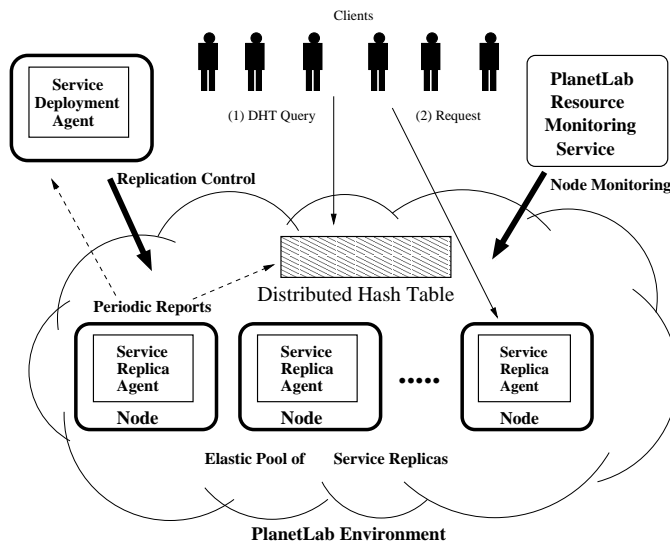 Clients
Service
Deployment
Agent
(1) DHT Query
(2) Request
PlanetLab
Resource
Monitoring
Service
Replication Control
Node Monitoring
Distributed Hash Table
Periodic Reports
Service
Replica
Agent
Node
Service
Replica
Agent
Node
Service
Replica
Agent
Node
Elastic Pool of Service Replicas
PlanetLab Environment